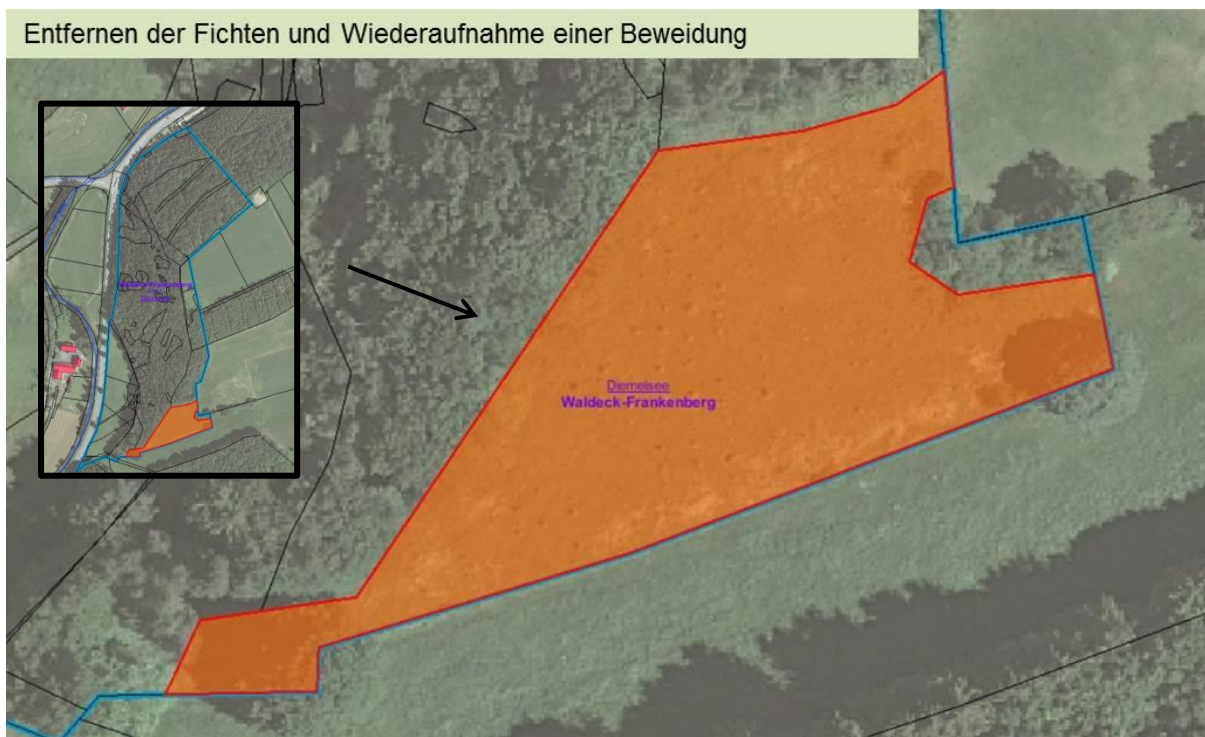 Entfernen der Fichten und Wiederaufnahme einer Beweidung
Diemelsee
Waldeck-Frankenberg